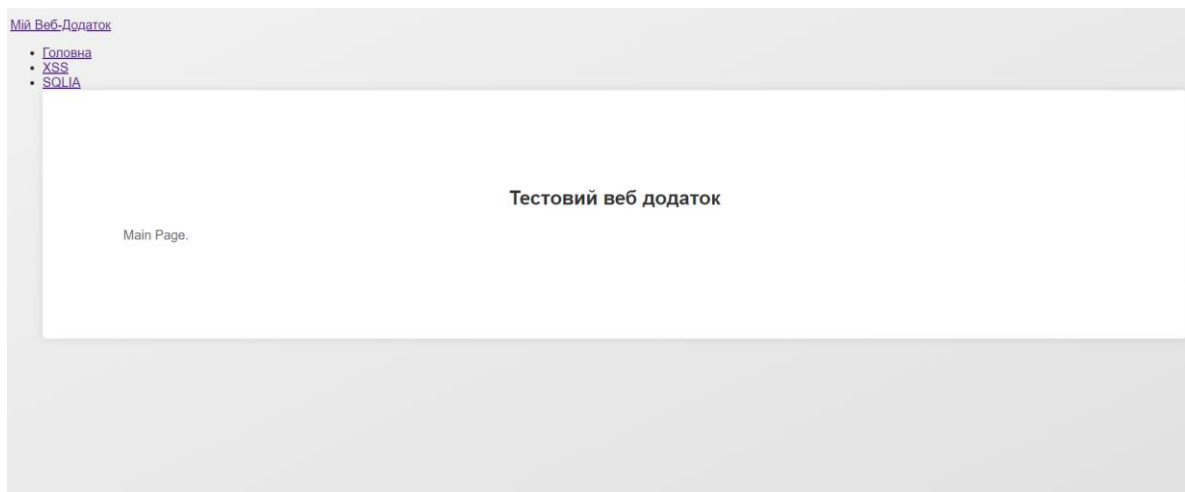 Мій Веб-Додаток
Головна
XSS
SQLIA
Тестовий веб додаток
Main Page.